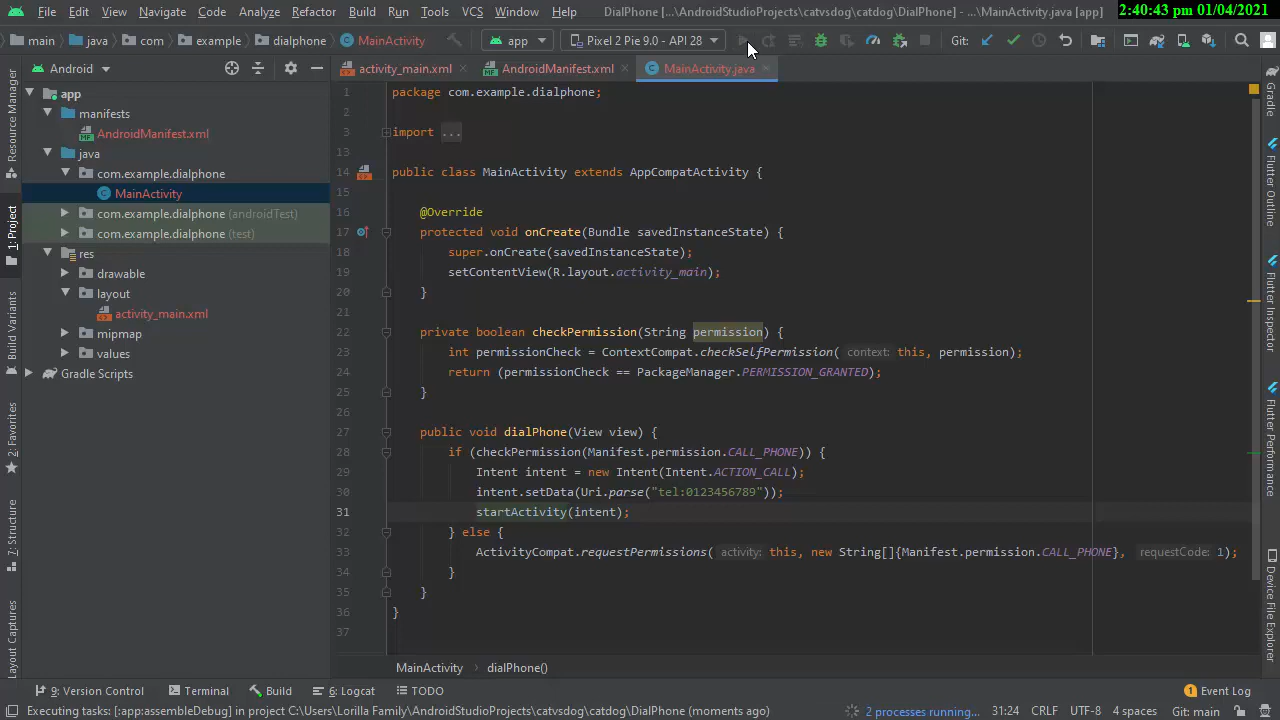 File Edit View Navigate Code Analyze Refactor Build Run Tools VCS Window Help DialPhone [...\AndroidStudioProjects\catvsdog\catdog\DialPhone] - ...\MainActivity.java [app] 2:40:43 pm 01/04/2021
main java com example dialphone MainActivity app Pixel 2 Pie 9.0 - API 28 Git:
Android activity_main.xml AndroidManifest.xml MainActivity.java
app
manifests
AndroidManifest.xml
java
com.example.dialphone
MainActivity
com.example.dialphone (androidTest)
com.example.dialphone (test)
res
drawable
layout
activity_main.xml
mipmap
values
Gradle Scripts
Resource Manager
1: Project
Build Variants
2: Favorites
7: Structure
Layout Captures
1 package com.example.dialphone;
2
3 import ...
13
14 public class MainActivity extends AppCompatActivity {
15
16 @Override
17 protected void onCreate(Bundle savedInstanceState) {
18 super.onCreate(savedInstanceState);
19 setContentView(R.layout.activity_main);
20 }
21
22 private boolean checkPermission(String permission) {
23 int permissionCheck = ContextCompat.checkSelfPermission( context: this, permission);
24 return (permissionCheck == PackageManager.PERMISSION_GRANTED);
25 }
26
27 public void dialPhone(View view) {
28 if (checkPermission(Manifest.permission.CALL_PHONE)) {
29 Intent intent = new Intent(Intent.ACTION_CALL);
30 intent.setData(Uri.parse("tel:0123456789"));
31 startActivity(intent);
32 } else {
33 ActivityCompat.requestPermissions( activity: this, new String[]{Manifest.permission.CALL_PHONE}, requestCode: 1);
34 }
35 }
36 }
37
Gradle
Flutter Outline
Flutter Inspector
Flutter Performance
Device File Explorer
MainActivity dialPhone()
9: Version Control Terminal Build 6: Logcat TODO 1 Event Log
Executing tasks: [:app:assembleDebug] in project C:\Users\Lorilla Family\AndroidStudioProjects\catvsdog\catdog\DialPhone (moments ago) 2 processes running... 31:24 CRLF UTF-8 4 spaces Git: main